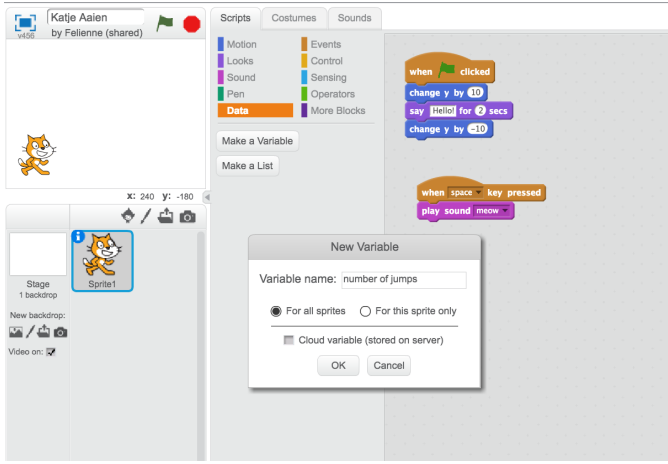 Katje Aaien
by Felienne (shared)
v456
Scripts
Costumes
Sounds
Motion
Events
Looks
Control
Sound
Sensing
Pen
Operators
Data
More Blocks
Make a Variable
Make a List
when clicked
change y by 10
say Hello! for 2 secs
change y by -10
when space key pressed
play sound meow
x: 240 y: -180
Stage
1 backdrop
Sprite1
New backdrop:
Video on:
New Variable
Variable name: number of jumps
For all sprites
For this sprite only
Cloud variable (stored on server)
OK
Cancel